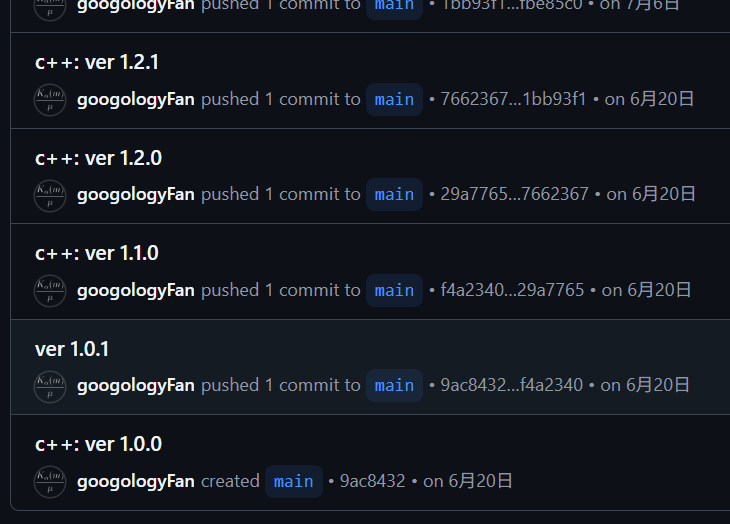 googologyFan pushed 1 commit to main • 1bb93f1…fbe85c0 • on 7月6日
c++: ver 1.2.1
googologyFan pushed 1 commit to main • 7662367…1bb93f1 • on 6月20日
c++: ver 1.2.0
googologyFan pushed 1 commit to main • 29a7765…7662367 • on 6月20日
c++: ver 1.1.0
googologyFan pushed 1 commit to main • f4a2340…29a7765 • on 6月20日
ver 1.0.1
googologyFan pushed 1 commit to main • 9ac8432…f4a2340 • on 6月20日
c++: ver 1.0.0
googologyFan created main • 9ac8432 • on 6月20日